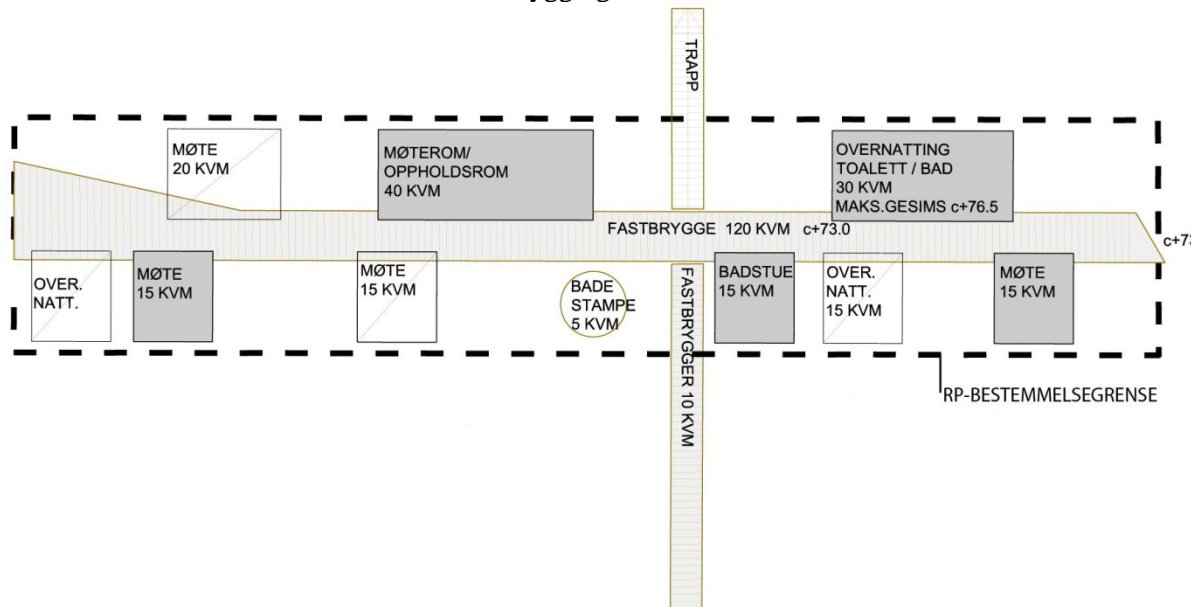 TRAPP
MØTE
20 KVM
MØTEROM/
OPPHOLDSROM
40 KVM
OVERNATTING
TOALETT / BAD
30 KVM
MAKS.GESIMS c+76.5
FASTBRYGGE 120 KVM c+73.0
c+73
OVER.
NATT.
MØTE
15 KVM
MØTE
15 KVM
BADE
STAMPE
5 KVM
FASTBRYGGER 10 KVM
BADSTUE
15 KVM
OVER.
NATT.
15 KVM
MØTE
15 KVM
RP-BESTEMMELSEGRENSE